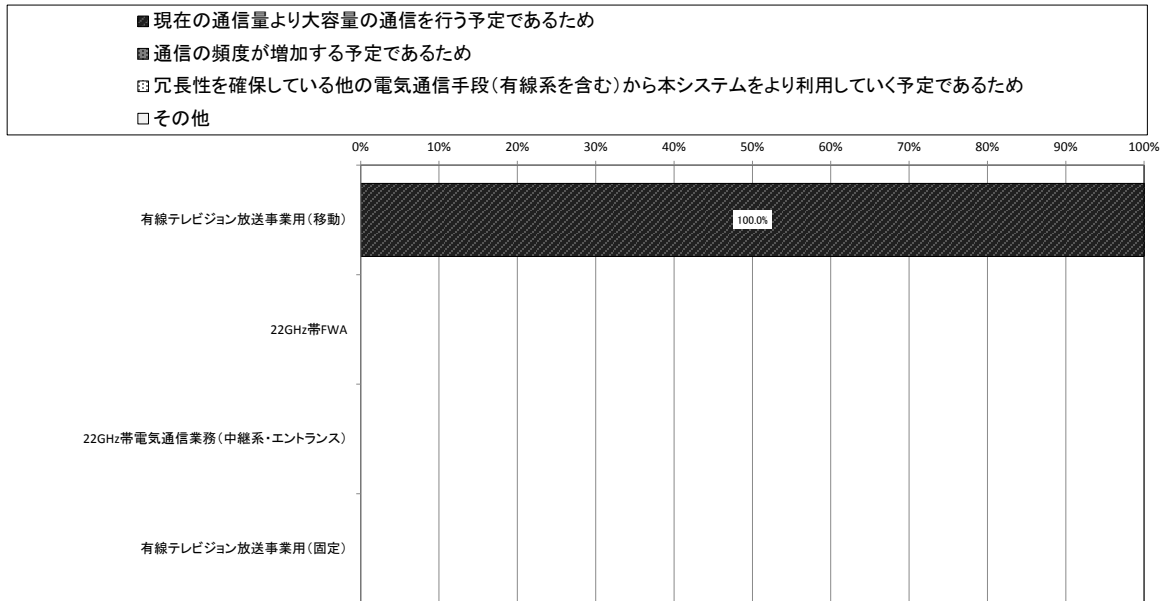 現在の通信量より大容量の通信を行う予定であるため
通信の頻度が増加する予定であるため
冗長性を確保している他の電気通信手段(有線系を含む)から本システムをより利用していく予定であるため
その他
0% 10% 20% 30% 40% 50% 60% 70% 80% 90% 100%
有線テレビジョン放送事業用(移動)
100.0%
22GHz帯FWA
22GHz帯電気通信業務(中継系・エントランス)
有線テレビジョン放送事業用(固定)